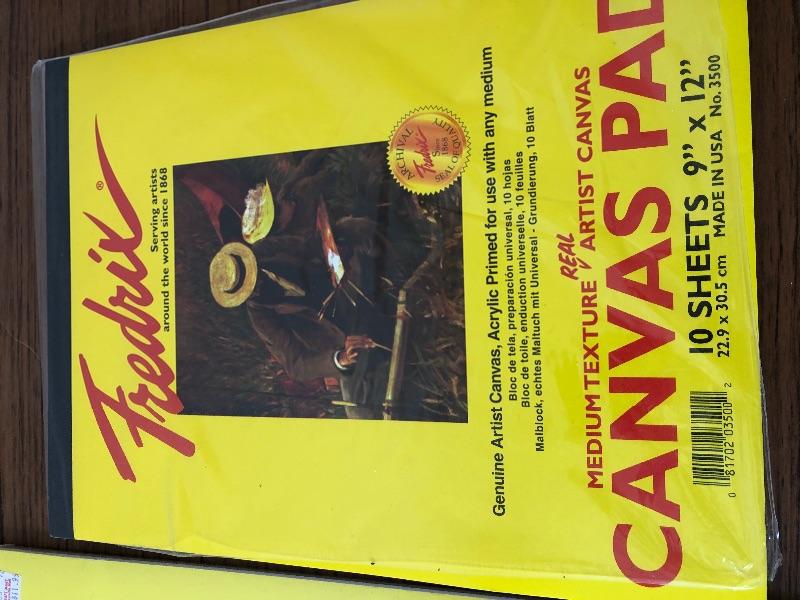 Fredrix®
Serving artists
around the world since 1868
ARCHIVAL
Fredrix
Since
1868
SEAL OF QUALITY
Genuine Artist Canvas, Acrylic Primed for use with any medium
Bloc de tela, preparación universal, 10 hojas
Bloc de toile, enduction universelle, 10 feuilles
Malblock, echtes Maltuch mit Universal - Grundierung, 10 Blatt
REAL
MEDIUM TEXTURE ARTIST CANVAS
CANVAS PAD
10 SHEETS 9" x 12"
22.9 x 30.5 cm MADE IN USA No. 3500
0 81702 03500 2